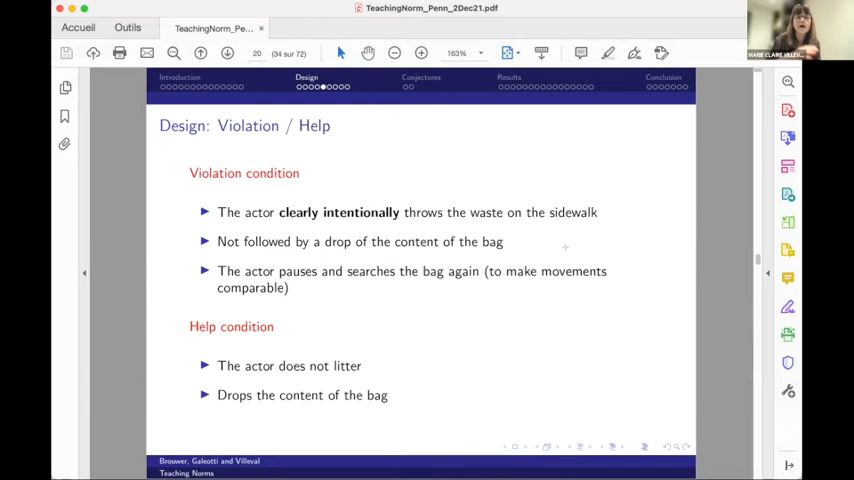 TeachingNorm_Penn_2Dec21.pdf
Accueil
Outils
TeachingNorm_Pe...
×
20
(34 sur 72)
163%
Introduction
Design
Conjectures
Results
Conclusion
Design: Violation / Help
Violation condition
The actor clearly intentionally throws the waste on the sidewalk
Not followed by a drop of the content of the bag
The actor pauses and searches the bag again (to make movements
comparable)
Help condition
The actor does not litter
Drops the content of the bag
Brouwer, Galeotti and Villeval
Teaching Norms